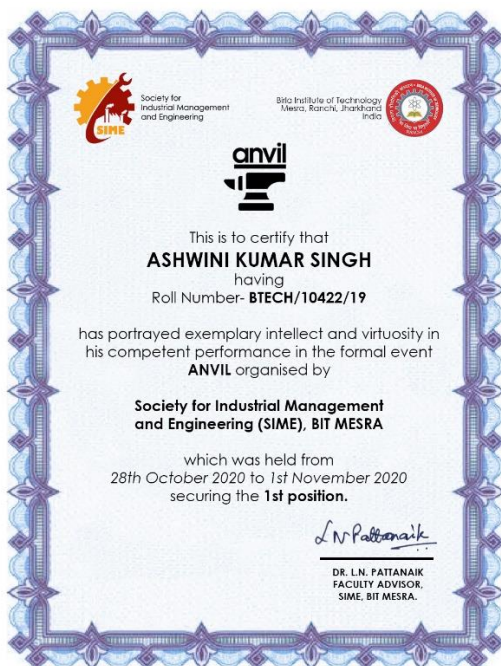 SIME
Society for
Industrial Management
and Engineering
Birla Institute of Technology
Mesra, Ranchi, Jharkhand
India
anvil
This is to certify that
ASHWINI KUMAR SINGH
having
Roll Number- BTECH/10422/19
has portrayed exemplary intellect and virtuosity in
his competent performance in the formal event
ANVIL organised by
Society for Industrial Management
and Engineering (SIME), BIT MESRA
which was held from
28th October 2020 to 1st November 2020
securing the 1st position.
L N Pattanaik
DR. L.N. PATTANAIK
FACULTY ADVISOR,
SIME, BIT MESRA.